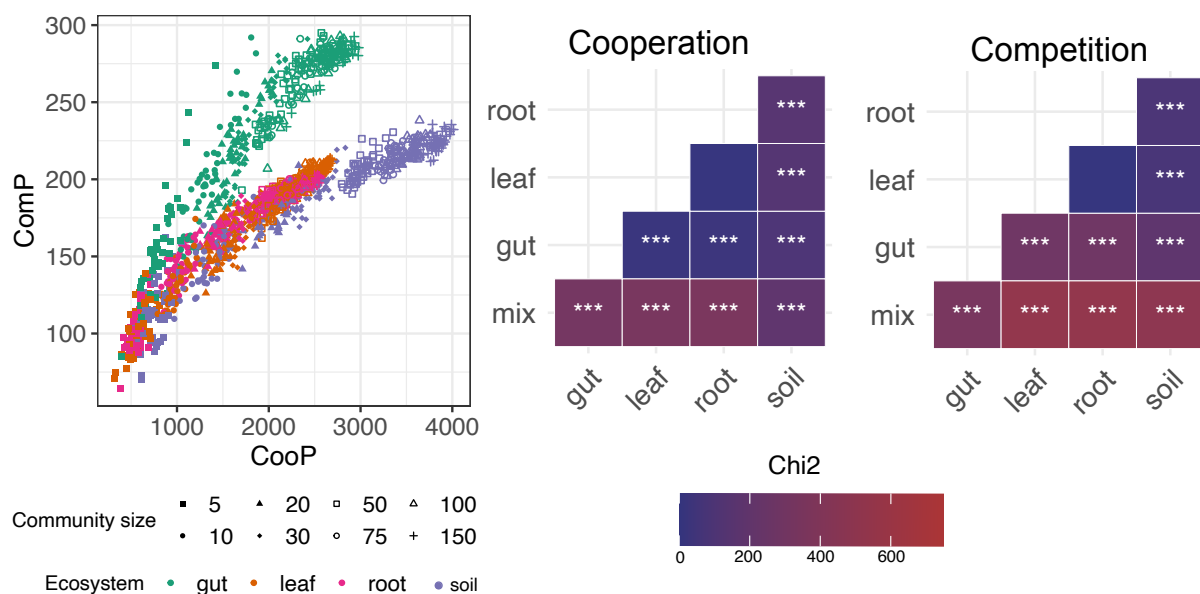 300
250
200
150
100
ComP
1000 2000 3000 4000
CooP
Community size
5 20 50 100
10 30 75 150
Ecosystem gut leaf root soil
Cooperation
root ***
leaf ***
gut *** *** ***
mix *** *** *** ***
gut leaf root soil
Competition
root ***
leaf ***
gut *** *** ***
mix *** *** *** ***
gut leaf root soil
Chi2
0 200 400 600